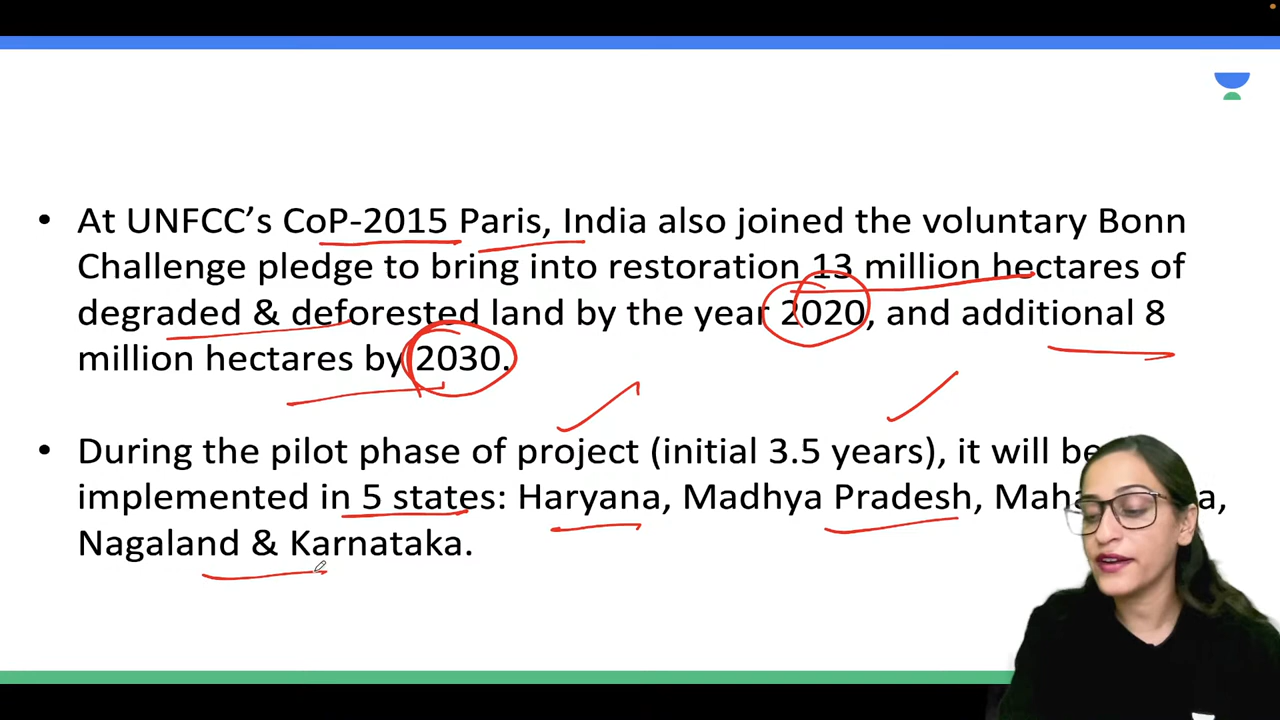 • At UNFCC’s CoP-2015 Paris, India also joined the voluntary Bonn
Challenge pledge to bring into restoration 13 million hectares of
degraded & deforested land by the year 2020, and additional 8
million hectares by 2030.
• During the pilot phase of project (initial 3.5 years), it will be
implemented in 5 states: Haryana, Madhya Pradesh,
Nagaland & Karnataka.